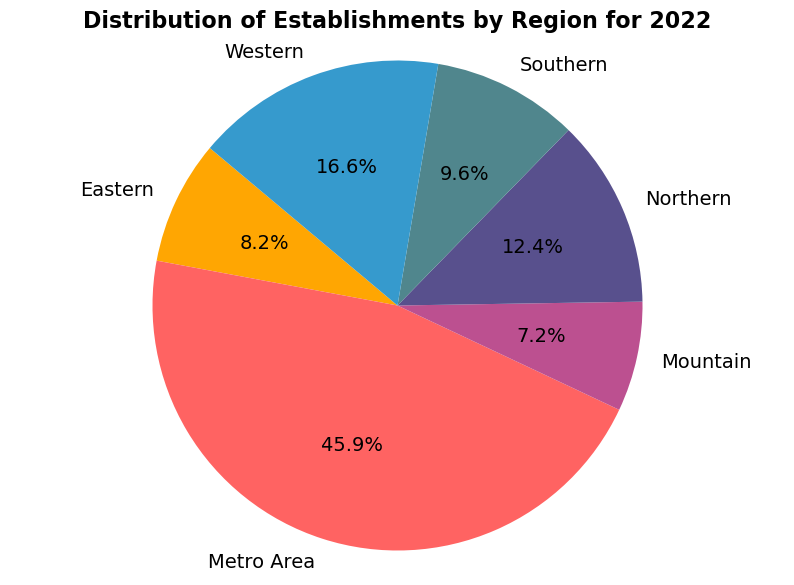 Distribution of Establishments by Region for 2022
Western
Southern
16.6%
9.6%
Eastern
Northern
8.2%
12.4%
7.2%
Mountain
45.9%
Metro Area